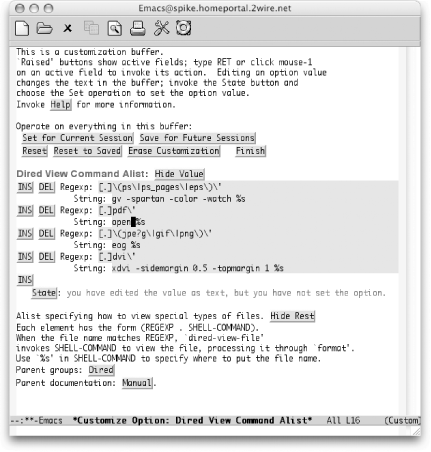 Emacs@spike.homeportal.2wire.net
This is a customization buffer.
`Raised' buttons show active fields; type RET or click mouse-1
on an active field to invoke its action.  Editing an option value
changes the text in the buffer; invoke the State button and
choose the Set operation to set the option value.
Invoke Help for more information.
Operate on everything in this buffer:
Set for Current Session Save for Future Sessions
Reset Reset to Saved Erase Customization Finish
Dired View Command Alist: Hide Value
INS DEL Regexp: [.]\(ps\|ps_pages\|eps\)\'
String: gv -spartan -color -watch %s
INS DEL Regexp: [.]pdf\'
String: open %s
INS DEL Regexp: [.]\(jpe?g\|gif\|png\)\'
String: eog %s
INS DEL Regexp: [.]dvi\'
String: xdvi -sidemargin 0.5 -topmargin 1 %s
INS
State: you have edited the value as text, but you have not set the option.
Alist specifying how to view special types of files. Hide Rest
Each element has the form (REGEXP . SHELL-COMMAND).
When the file name matches REGEXP, `dired-view-file'
invokes SHELL-COMMAND to view the file, processing it through `format'.
Use `%s' in SHELL-COMMAND to specify where to put the file name.
Parent groups: Dired
Parent documentation: Manual.
--:**-Emacs  *Customize Option: Dired View Command Alist*   All L16    (Custom)